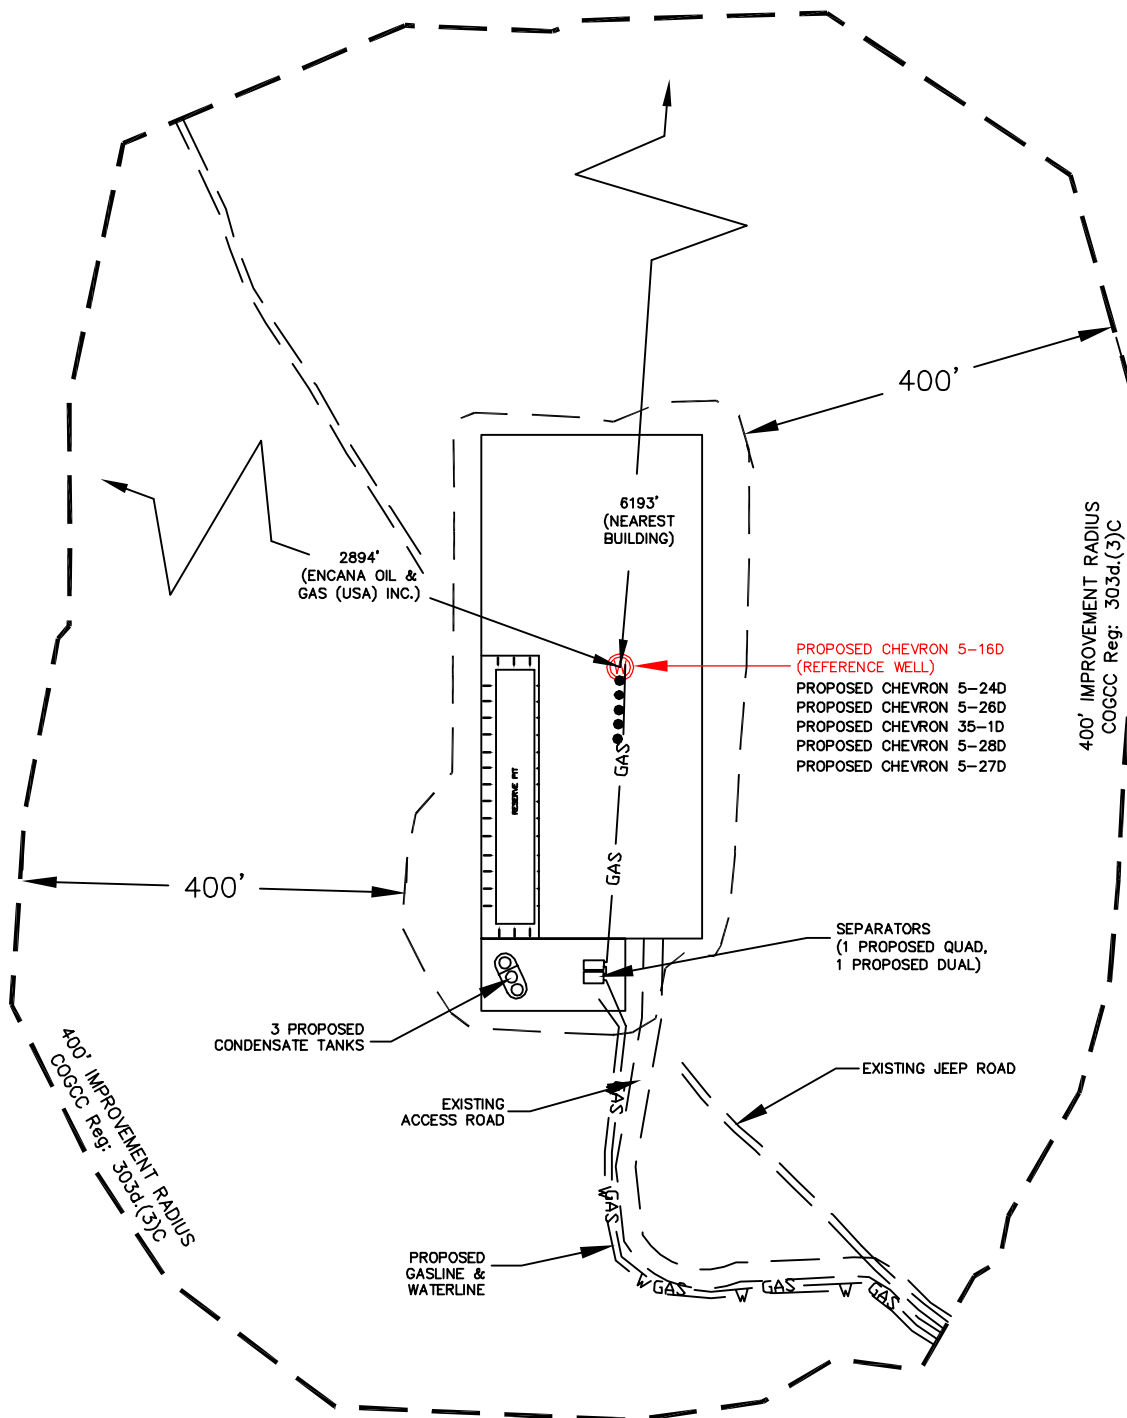 400'
6193'
(NEAREST
BUILDING)
2894'
(ENCANA OIL &
GAS (USA) INC.)
400' IMPROVEMENT RADIUS
COGCC Reg: 303d.(3)C
W
PROPOSED CHEVRON 5-16D
(REFERENCE WELL)
PROPOSED CHEVRON 5-24D
PROPOSED CHEVRON 5-26D
PROPOSED CHEVRON 35-1D
PROPOSED CHEVRON 5-28D
PROPOSED CHEVRON 5-27D
GAS
RESERVE PIT
GAS
400'
SEPARATORS
(1 PROPOSED QUAD,
1 PROPOSED DUAL)
3 PROPOSED
CONDENSATE TANKS
400' IMPROVEMENT RADIUS
COGCC Reg: 303d.(3)C
EXISTING JEEP ROAD
EXISTING
ACCESS ROAD
GAS
W
GAS
PROPOSED
GASLINE &
WATERLINE
W
GAS
W
GAS
W
GAS